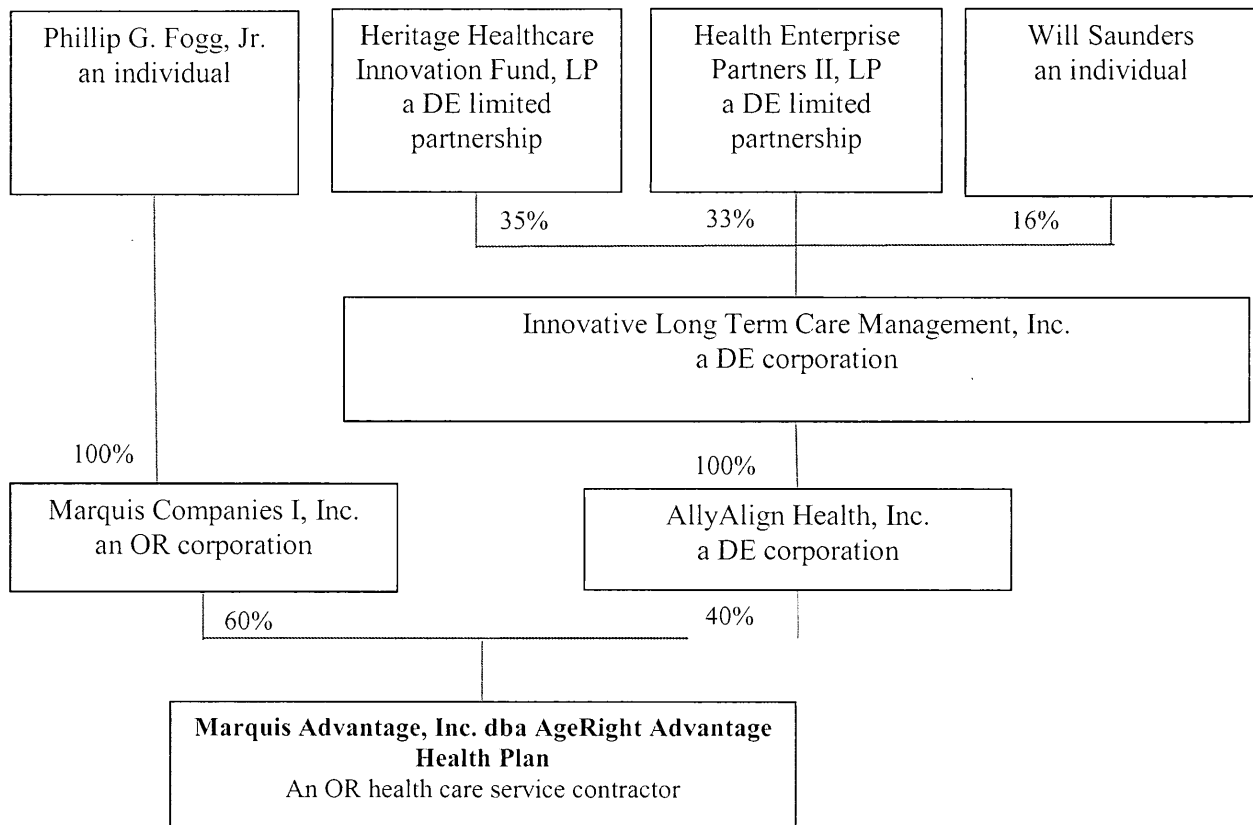 Phillip G. Fogg, Jr.
an individual
Heritage Healthcare
Innovation Fund, LP
a DE limited
partnership
Health Enterprise
Partners II, LP
a DE limited
partnership
Will Saunders
an individual
35%
33%
16%
Innovative Long Term Care Management, Inc.
a DE corporation
100%
100%
Marquis Companies I, Inc.
an OR corporation
AllyAlign Health, Inc.
a DE corporation
60%
40%
Marquis Advantage, Inc. dba AgeRight Advantage
Health Plan
An OR health care service contractor